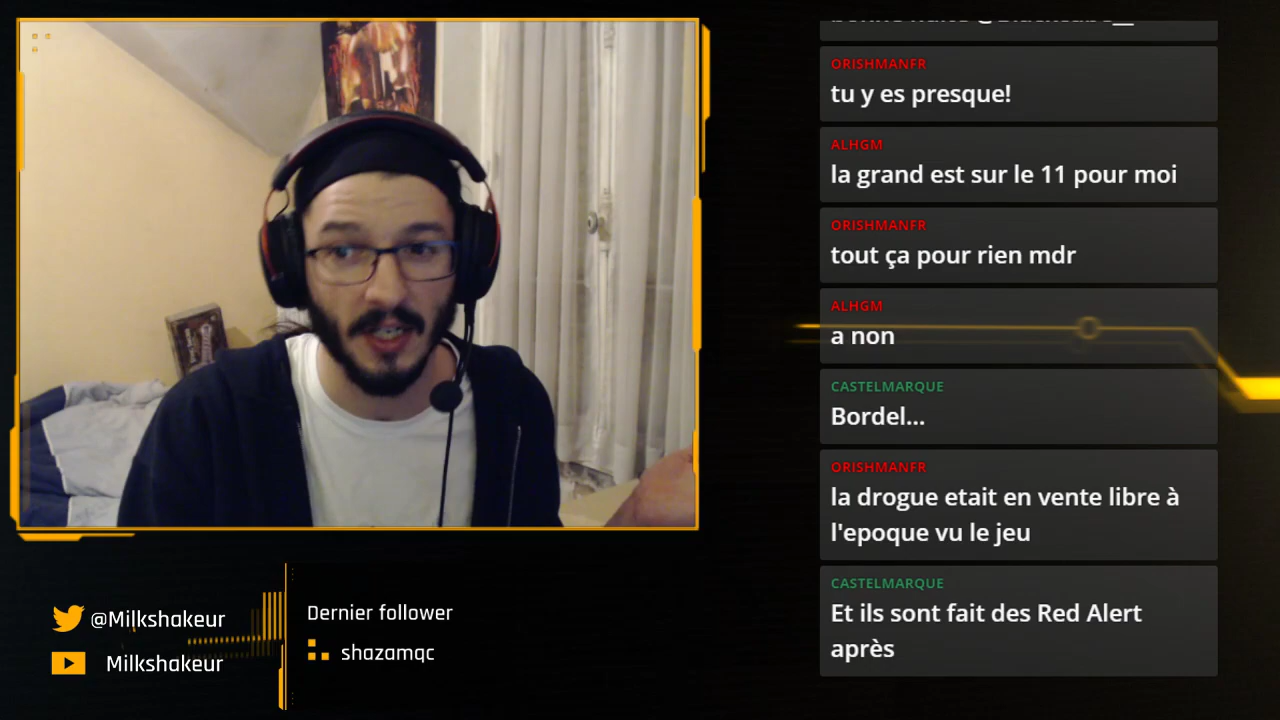 ORISHMANFR
tu y es presque!
ALHGM
la grand est sur le 11 pour moi
ORISHMANFR
tout ça pour rien mdr
ALHGM
a non
CASTELMARQUE
Bordel...
ORISHMANFR
la drogue etait en vente libre à
l'epoque vu le jeu
CASTELMARQUE
Et ils sont fait des Red Alert
après
@Milkshakeur
Milkshakeur
Dernier follower
shazamqc